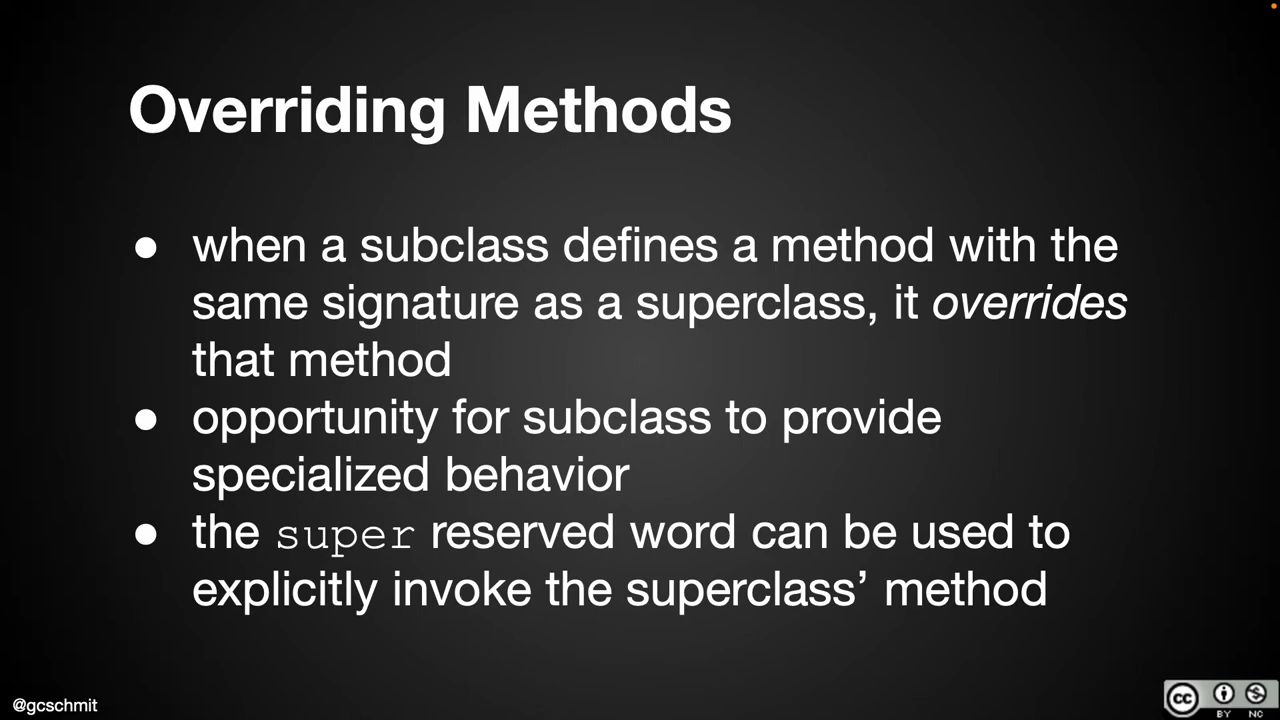 Overriding Methods
● when a subclass defines a method with the
same signature as a superclass, it overrides
that method
● opportunity for subclass to provide
specialized behavior
● the super reserved word can be used to
explicitly invoke the superclass’ method
@gcschmit
cc
BY NC